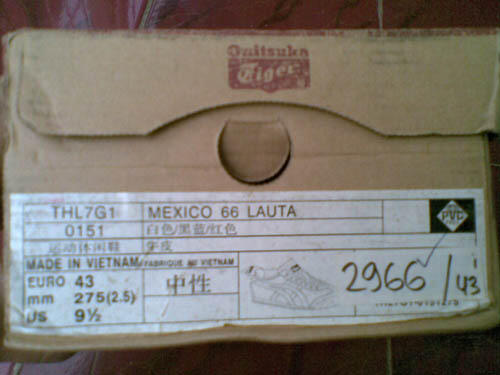 Onitsuka
Tiger
THL7G1 MEXICO 66 LAUTA
0151 白色/黑蓝/红色
运动休闲鞋 牛皮
PVC
MADE IN VIETNAM FABRIQUE AU VIETNAM
EURO 43
mm 275(2.5)
US 9½
中性
2966/43